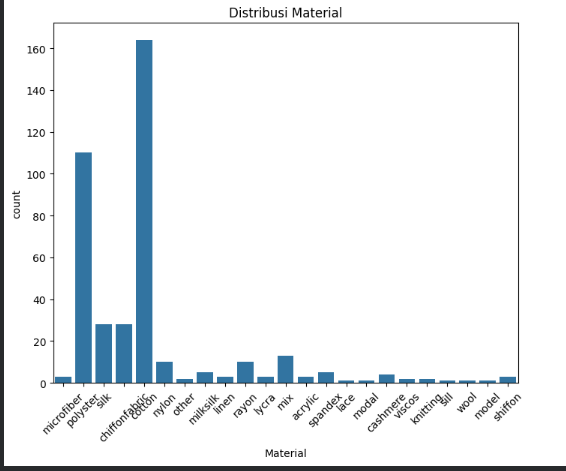 Distribusi Material
160
140
120
100
80
60
40
20
0
count
microfiber
polyster
silk
chiffonfabric
cotton
nylon
other
milksilk
linen
rayon
lycra
mix
acrylic
spandex
lace
modal
cashmere
viscos
knitting
sill
wool
model
shiffon
Material